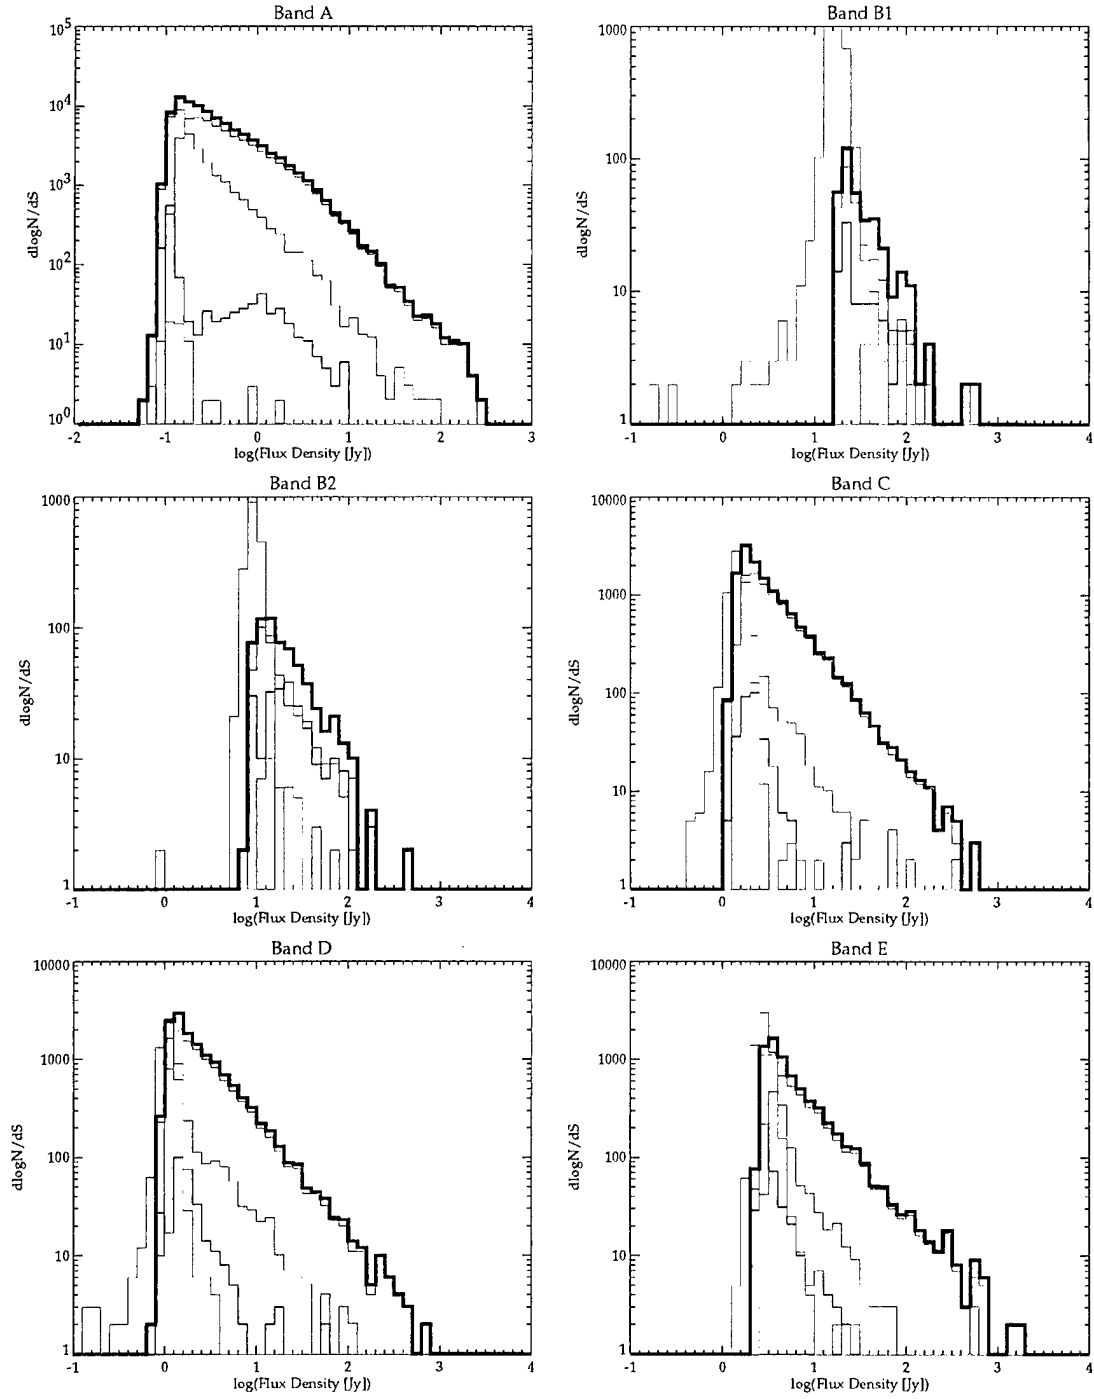 Band A
10^5
10^4
10^3
10^2
10^1
10^0
dlogN/dS
-2 -1 0 1 2 3
log(Flux Density [Jy])
Band B1
1000
100
10
1
dlogN/dS
-1 0 1 2 3 4
log(Flux Density [Jy])
Band B2
1000
100
10
1
dlogN/dS
-1 0 1 2 3 4
log(Flux Density [Jy])
Band C
10000
1000
100
10
1
dlogN/dS
-1 0 1 2 3 4
log(Flux Density [Jy])
Band D
10000
1000
100
10
1
dlogN/dS
-1 0 1 2 3 4
log(Flux Density [Jy])
Band E
10000
1000
100
10
1
dlogN/dS
-1 0 1 2 3 4
log(Flux Density [Jy])